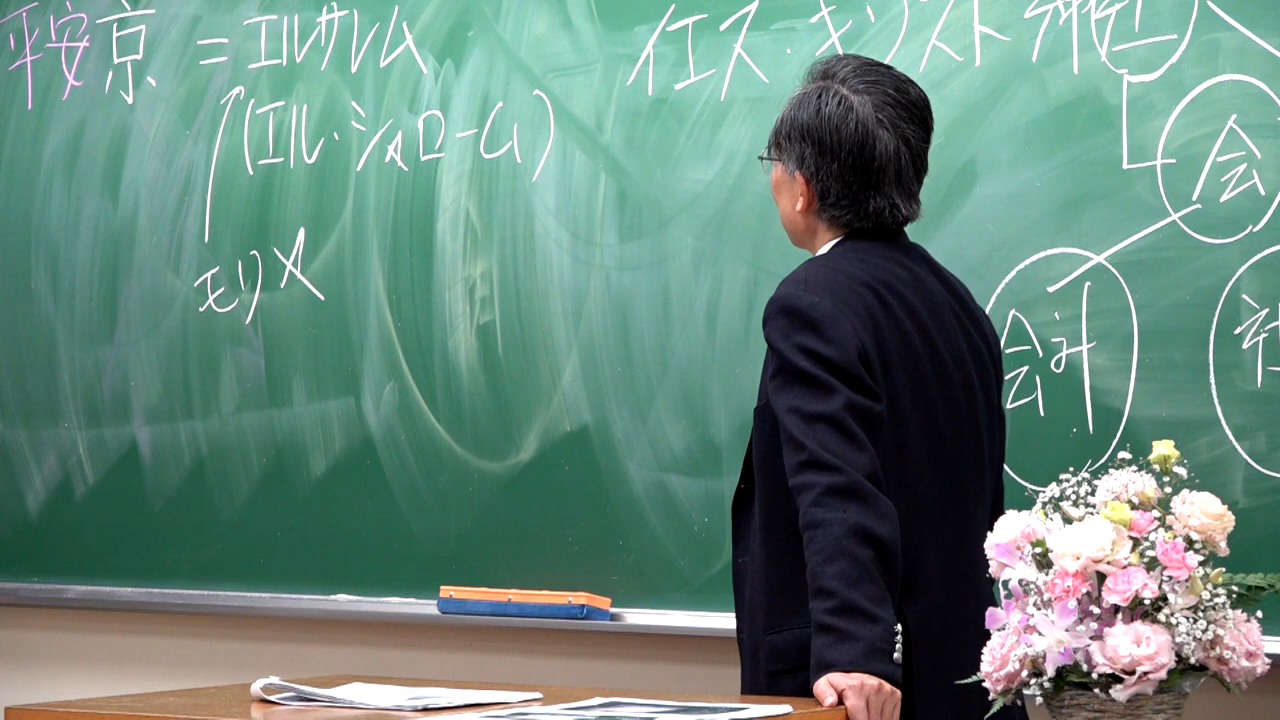 平安京 = エルサレム
(エル・シャローム)
モリヤ
イエス・キリスト
会
会計
社